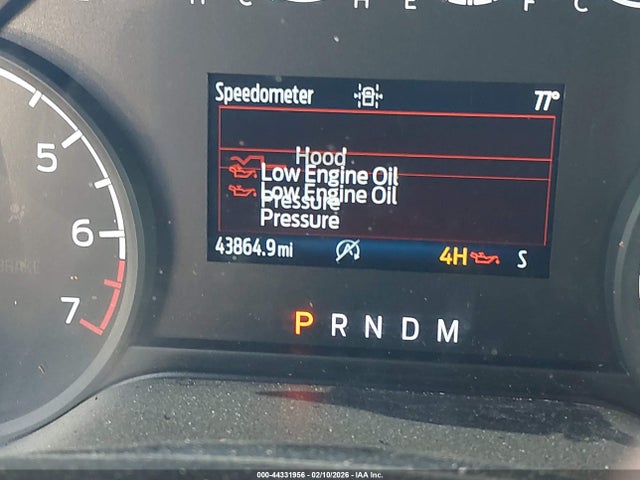 H C H E F C
Speedometer 77°
Hood
Low Engine Oil
Low Engine Oil
Pressure
Pressure
43864.9 mi 4H S
5
6
7
BRAKE
P R N D M
000-44331956 - 02/10/2026 - IAA Inc.